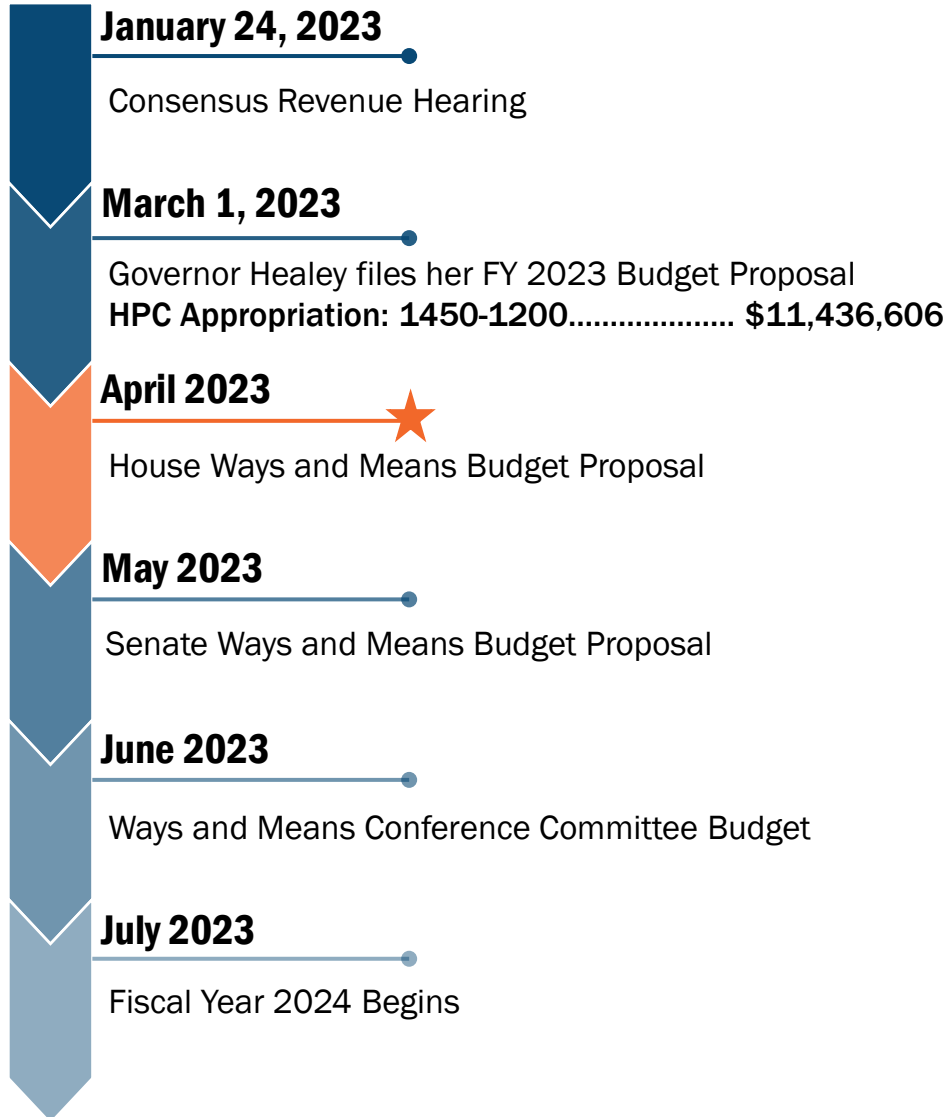 January 24, 2023
Consensus Revenue Hearing
March 1, 2023
Governor Healey files her FY 2023 Budget Proposal
HPC Appropriation: 1450-1200.................... $11,436,606
April 2023
House Ways and Means Budget Proposal
May 2023
Senate Ways and Means Budget Proposal
June 2023
Ways and Means Conference Committee Budget
July 2023
Fiscal Year 2024 Begins